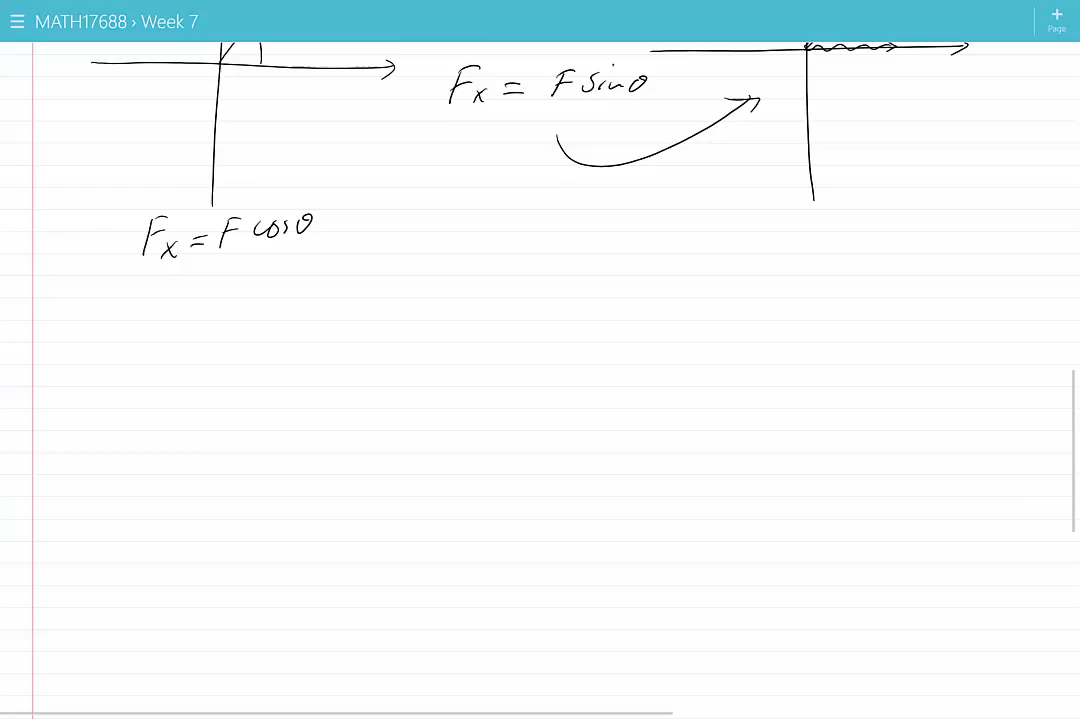 ☰ MATH17688 › Week 7
+ Page
Fx = F sinθ
Fx = F cosθ